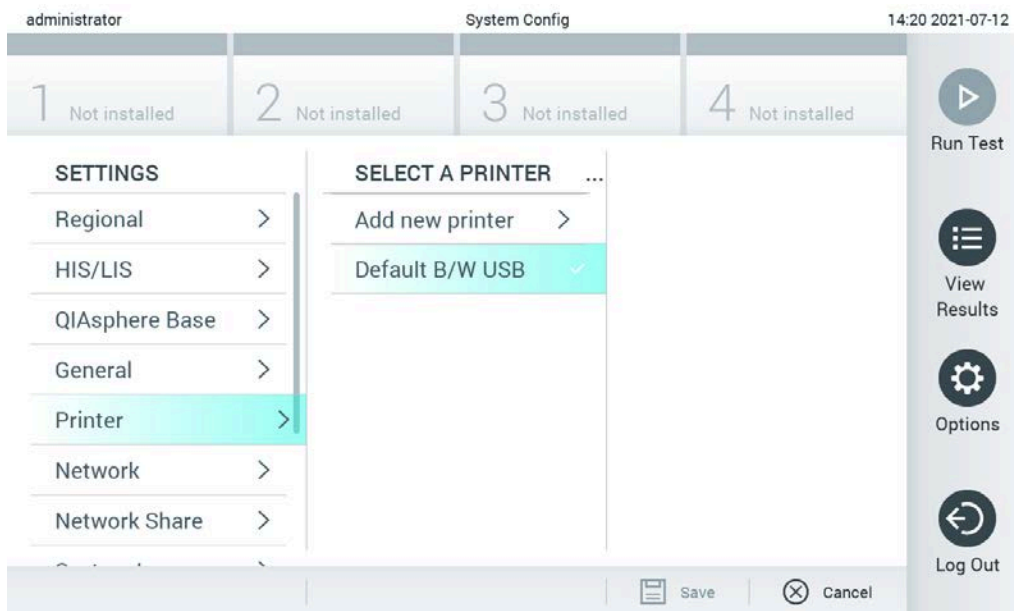 administrator System Config 14:20 2021-07-12
1 Not installed 2 Not installed 3 Not installed 4 Not installed
Run Test
SETTINGS
Regional
HIS/LIS
QIAsphere Base
General
Printer
Network
Network Share
SELECT A PRINTER ...
Add new printer
Default B/W USB
View
Results
Options
Log Out
Save
Cancel